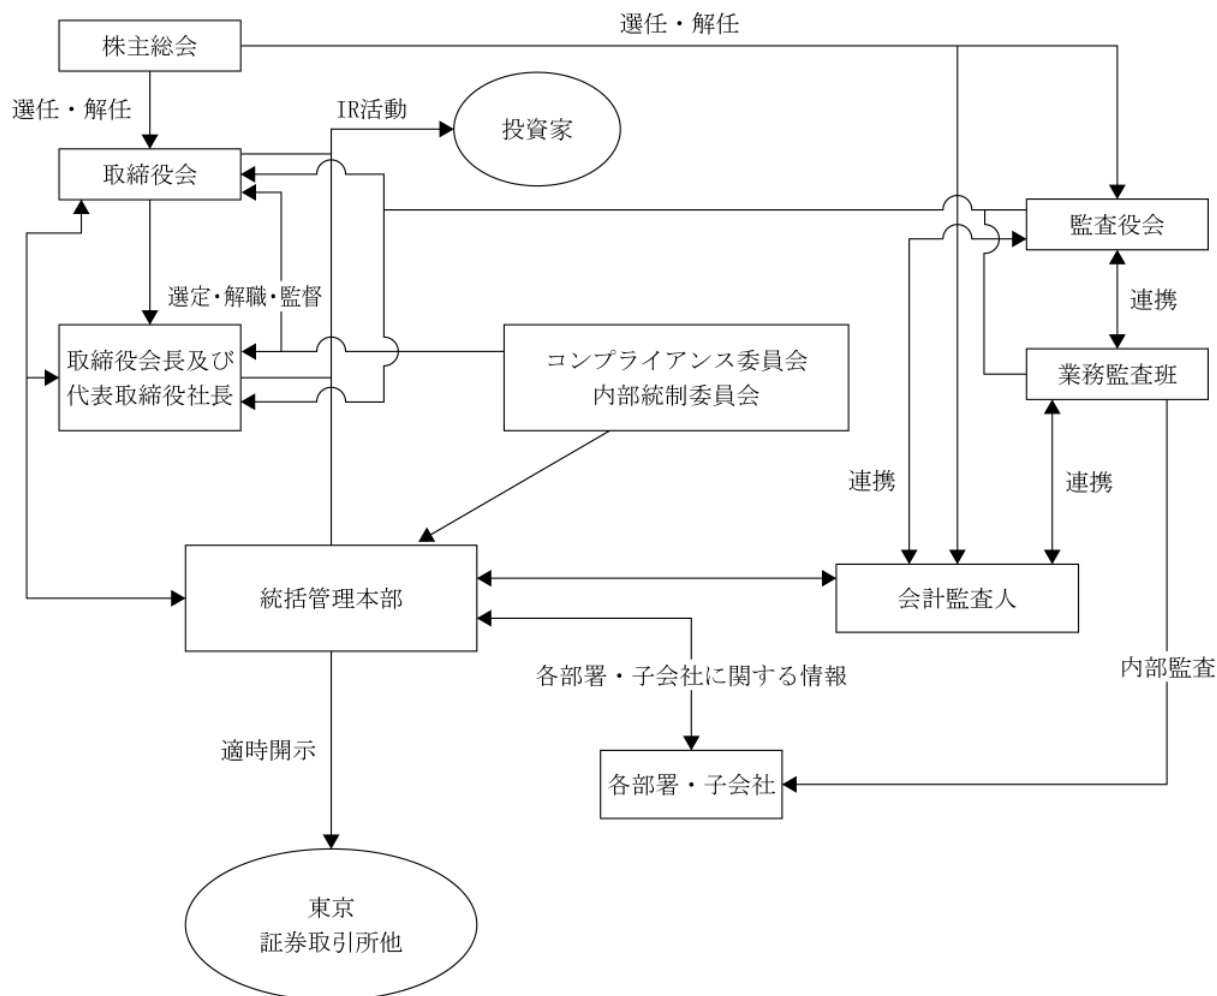 選任・解任
株主総会
選任・解任
IR活動
投資家
取締役会
監査役会
選定・解職・監督
連携
取締役会長及び
代表取締役社長
コンプライアンス委員会
内部統制委員会
業務監査班
連携
連携
統括管理本部
会計監査人
各部署・子会社に関する情報
内部監査
適時開示
各部署・子会社
東京
証券取引所他